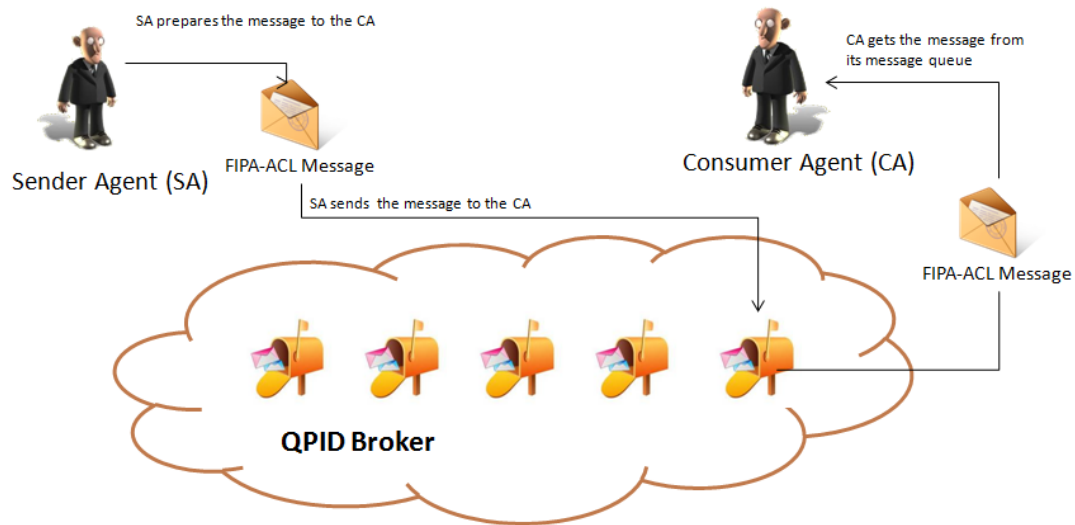 SA prepares the message to the CA
CA gets the message from
its message queue
FIPA-ACL Message
Sender Agent (SA)
Consumer Agent (CA)
SA sends the message to the CA
FIPA-ACL Message
QPID Broker